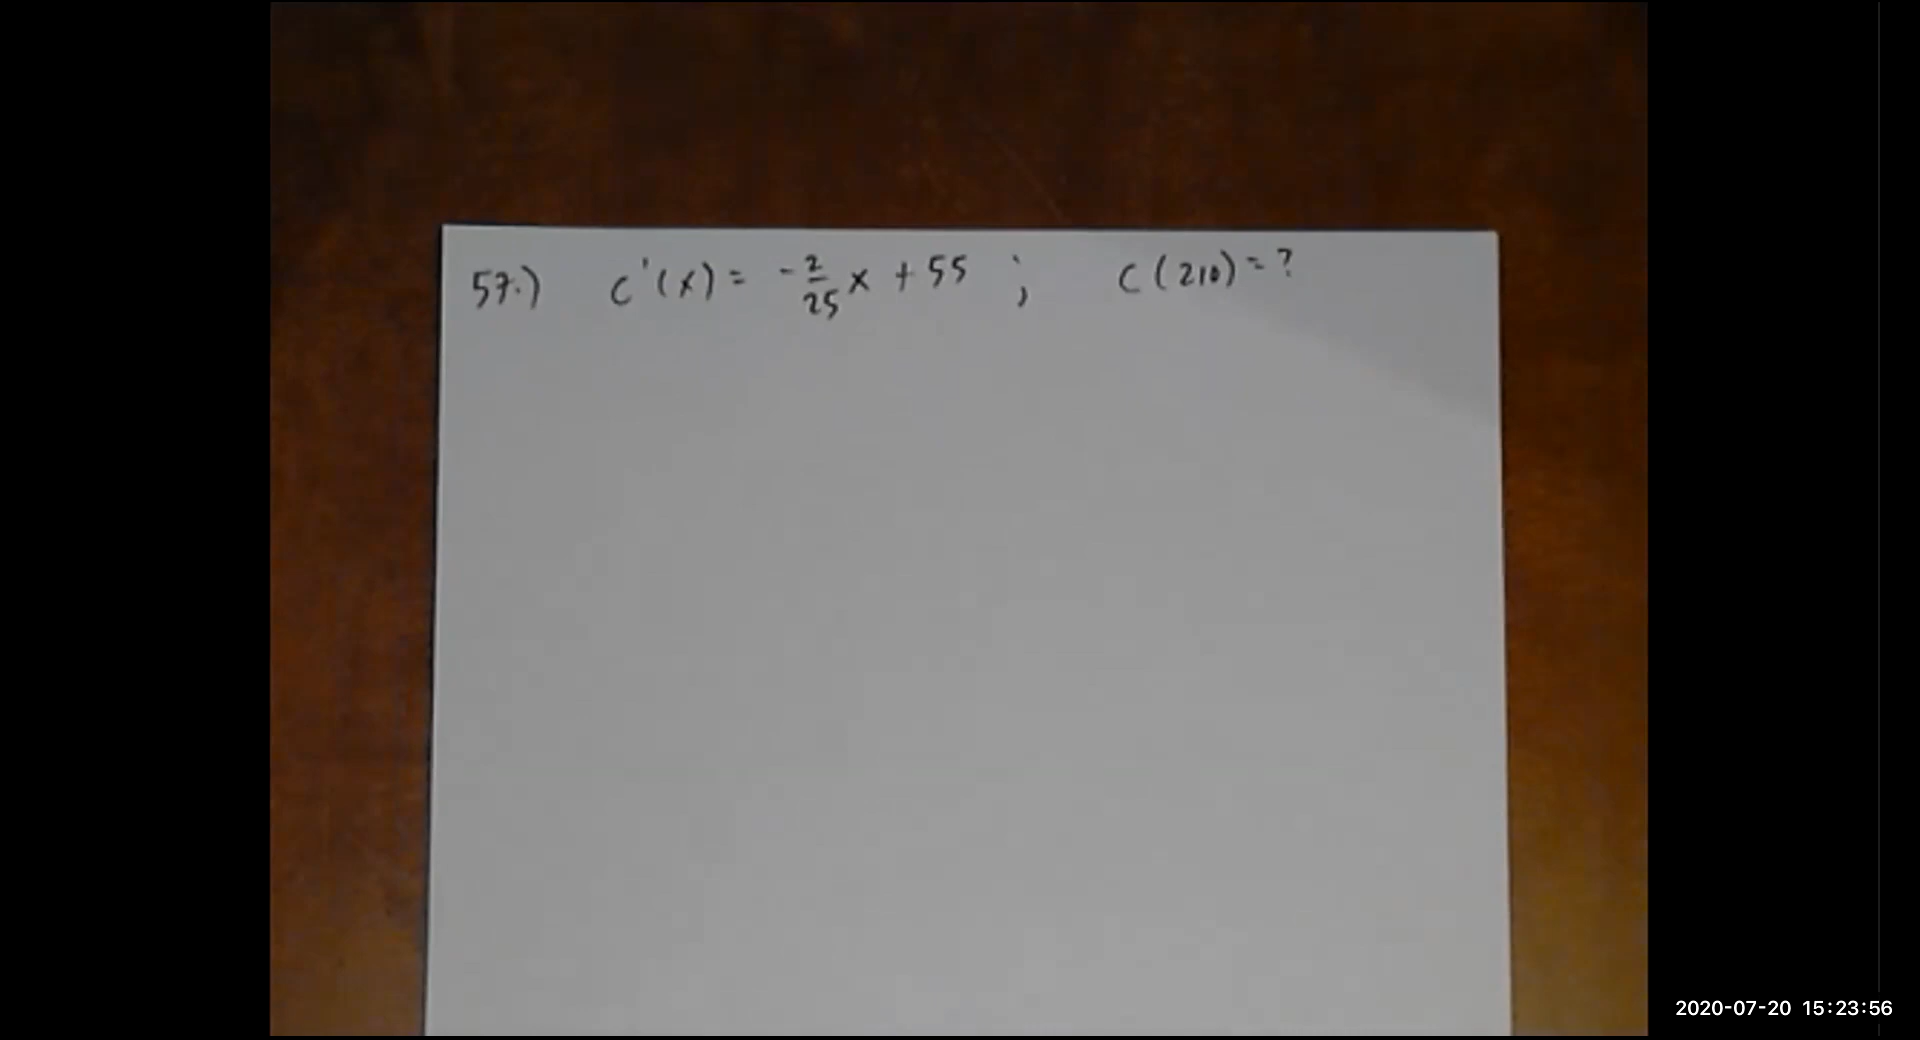 57.) C'(x) = -2/25 x + 55 ; C(210) = ?
2020-07-20 15:23:56